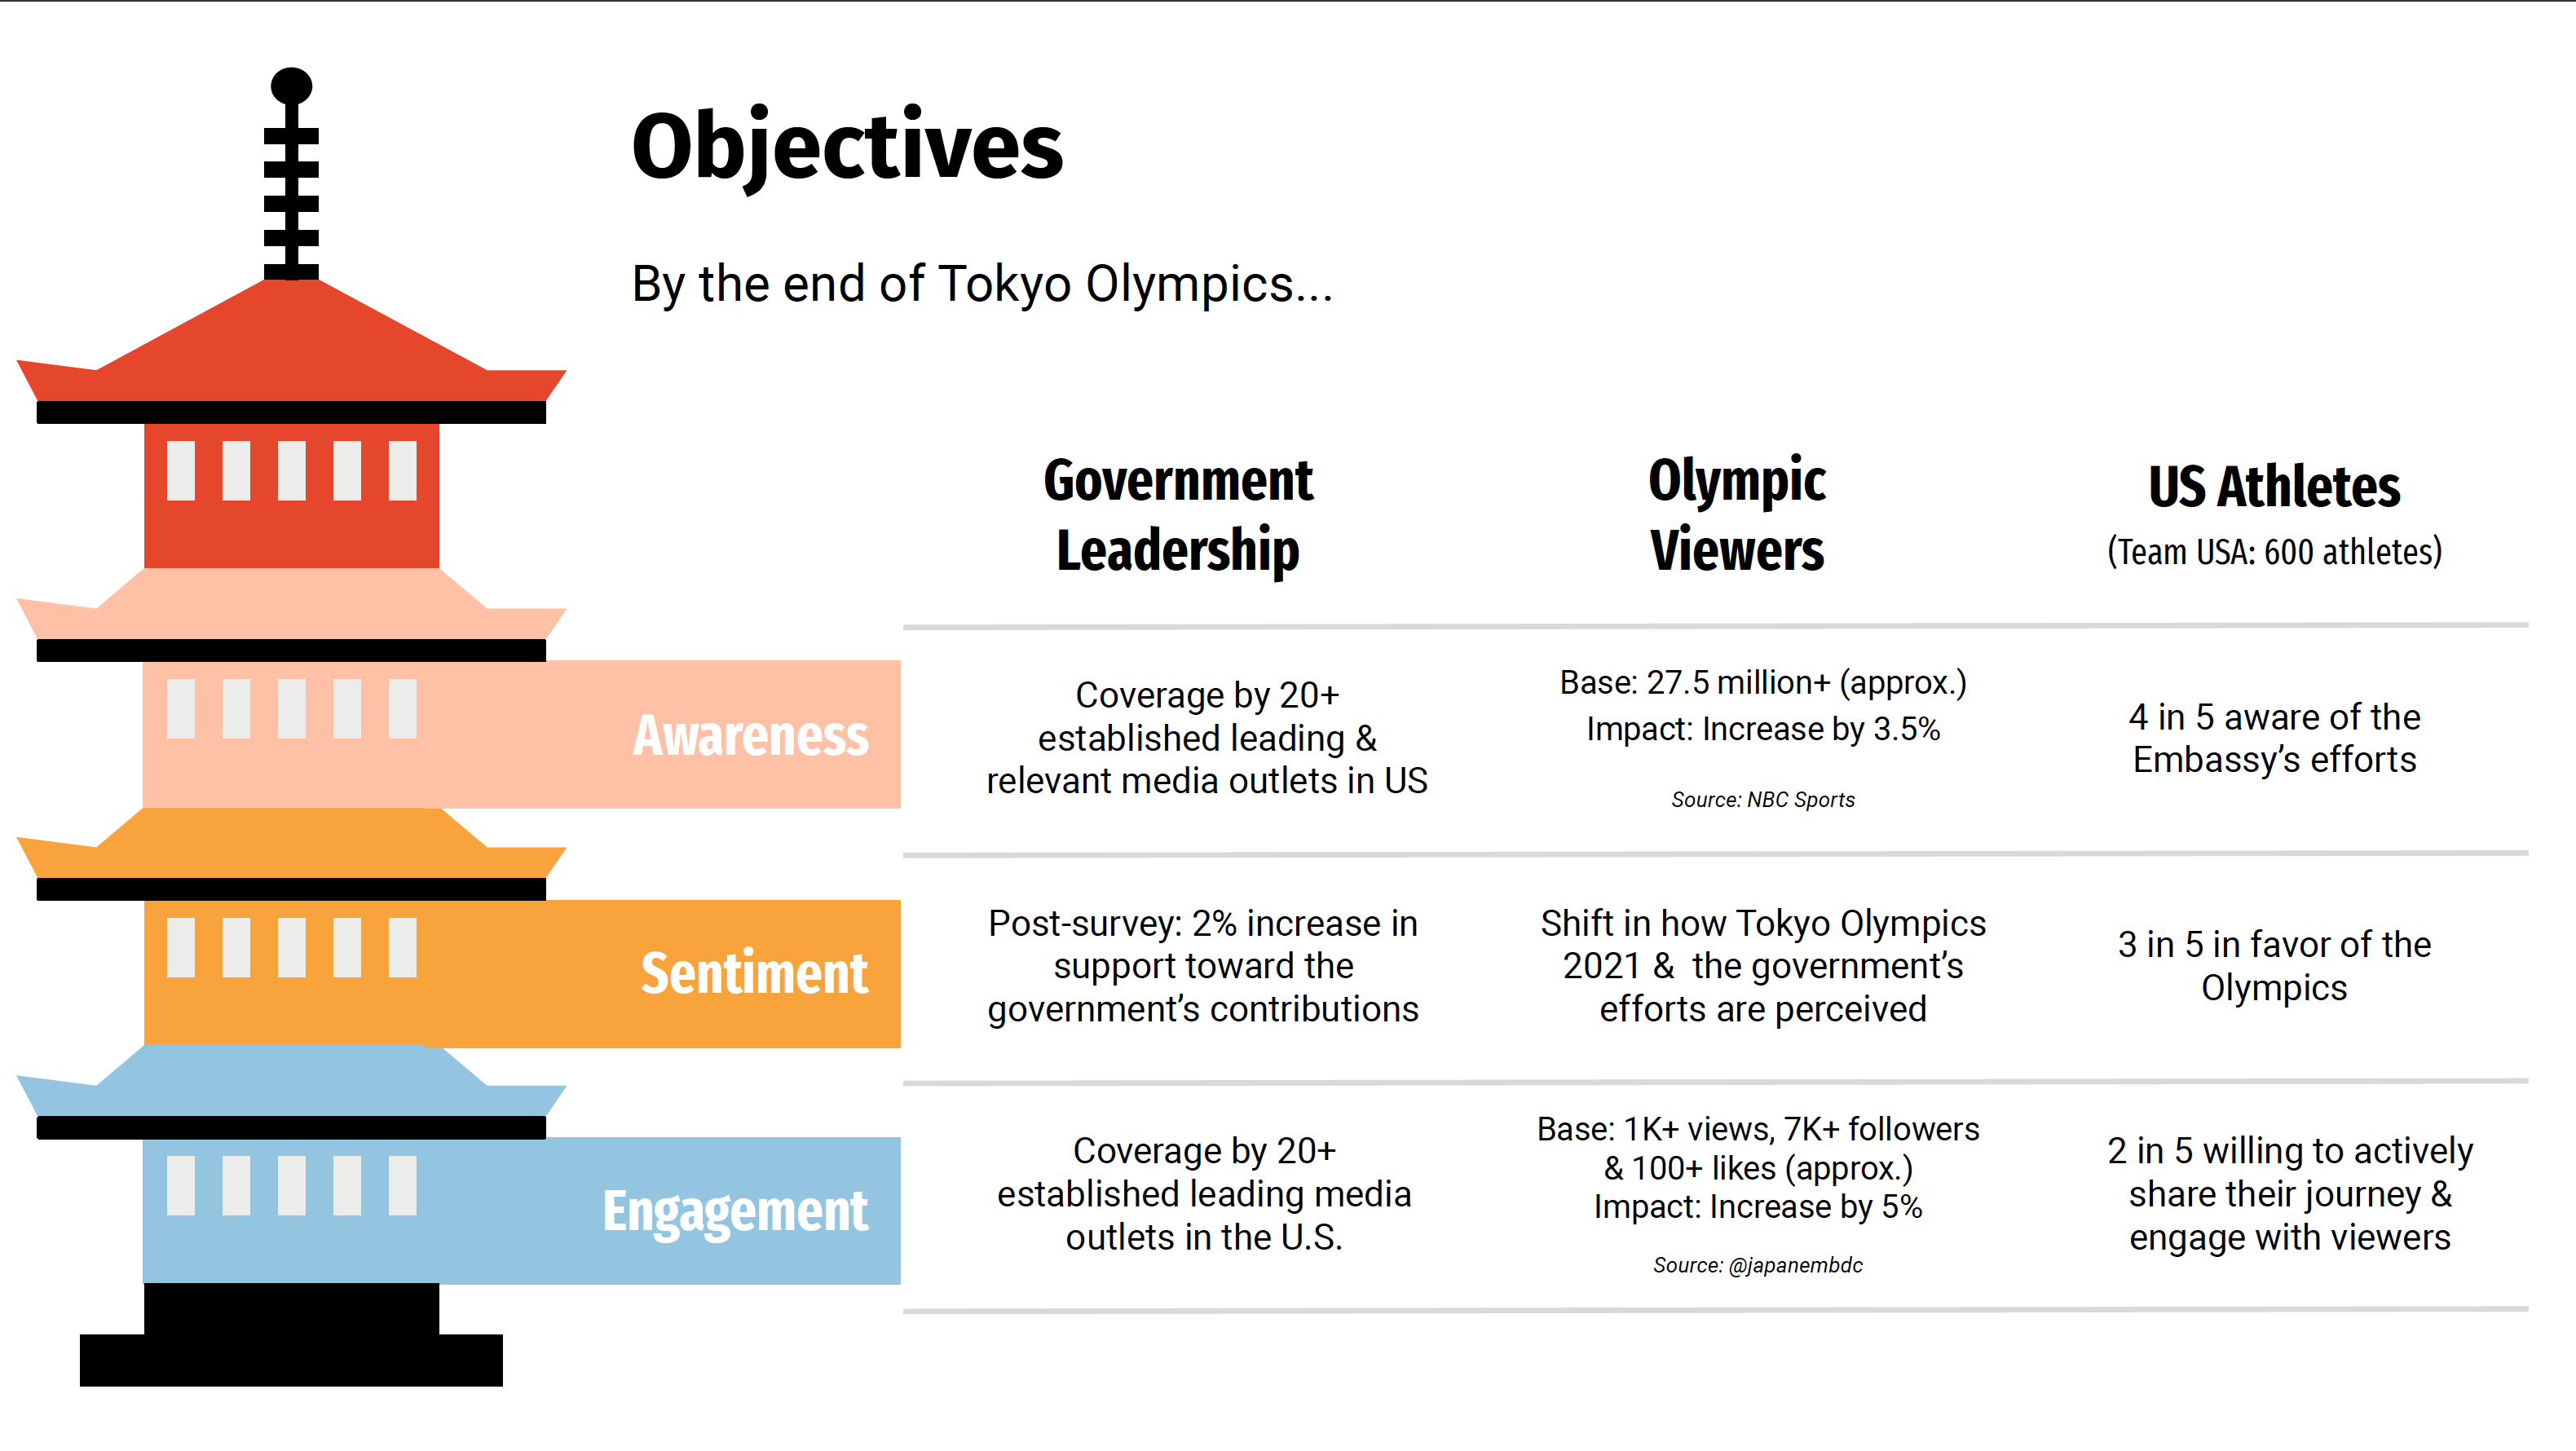 Objectives
By the end of Tokyo Olympics...
Government
Leadership
Olympic
Viewers
US Athletes
(Team USA: 600 athletes)
Awareness
Coverage by 20+
established leading &
relevant media outlets in US
Base: 27.5 million+ (approx.)
Impact: Increase by 3.5%
Source: NBC Sports
4 in 5 aware of the
Embassy’s efforts
Sentiment
Post-survey: 2% increase in
support toward the
government’s contributions
Shift in how Tokyo Olympics
2021 &  the government’s
efforts are perceived
3 in 5 in favor of the
Olympics
Engagement
Coverage by 20+
established leading media
outlets in the U.S.
Base: 1K+ views, 7K+ followers
& 100+ likes (approx.)
Impact: Increase by 5%
Source: @japanembdc
2 in 5 willing to actively
share their journey &
engage with viewers